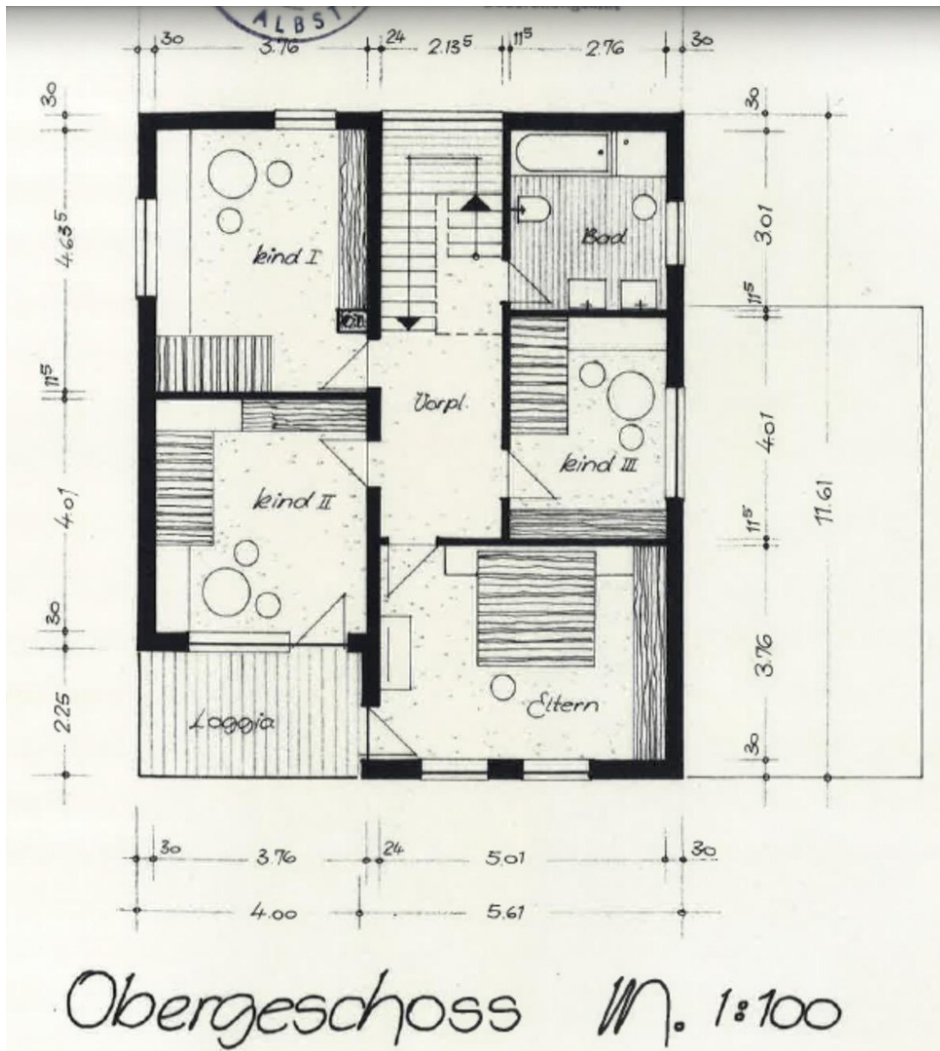 ALBST
30 3.76 24 2.13⁵ 11⁵ 2.76 30
30
4.63⁵
11⁵
4.01
30
2.25
kind I
Bad
Vorpl.
kind II
kind III
Loggia
Eltern
30
3.01
11⁵
4.01
11⁵
3.76
30
11.61
30 3.76 24 5.01 30
4.00 5.61
Obergeschoss M. 1:100